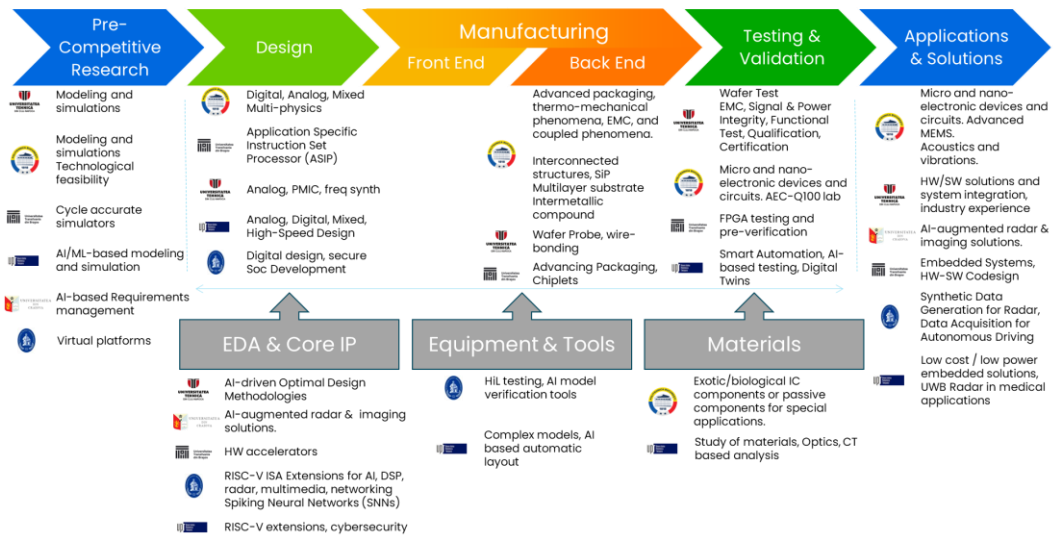 Pre-
Competitive
Research
Design
Manufacturing
Front End
Back End
Testing &
Validation
Applications
& Solutions
UNIVERSITATEA
TEHNICA
Modeling and
simulations
Modeling and
simulations
Technological
feasibility
Cycle accurate
simulators
AI/ML-based modeling
and simulation
AI-based Requirements
management
Virtual platforms
Digital, Analog, Mixed
Multi-physics
Application Specific
Instruction Set
Processor (ASIP)
UNIVERSITATEA
TEHNICA
Analog, PMIC, freq synth
Analog, Digital, Mixed,
High-Speed Design
Digital design, secure
Soc Development
Advanced packaging,
thermo-mechanical
phenomena, EMC, and
coupled phenomena.
Interconnected
structures, SiP
Multilayer substrate
Intermetallic
compound
UNIVERSITATEA
TEHNICA
Wafer Probe, wire-
bonding
Advancing Packaging,
Chiplets
Wafer Test
EMC, Signal & Power
Integrity, Functional
Test, Qualification,
Certification
UNIVERSITATEA
TEHNICA
Micro and nano-
electronic devices and
circuits. AEC-Q100 lab
FPGA testing and
pre-verification
Smart Automation, AI-
based testing, Digital
Twins
Micro and nano-
electronic devices and
circuits. Advanced
MEMS.
Acoustics and
vibrations.
UNIVERSITATEA
TEHNICA
HW/SW solutions and
system integration,
industry experience
AI-augmented radar &
imaging solutions.
Embedded Systems,
HW-SW Codesign
Synthetic Data
Generation for Radar,
Data Acquisition for
Autonomous Driving
Low cost / low power
embedded solutions,
UWB Radar in medical
applications
EDA & Core IP
UNIVERSITATEA
TEHNICA
AI-driven Optimal Design
Methodologies
AI-augmented radar & imaging
solutions.
HW accelerators
RISC-V ISA Extensions for AI, DSP,
radar, multimedia, networking
Spiking Neural Networks (SNNs)
RISC-V extensions, cybersecurity
Equipment & Tools
HiL testing, AI model
verification tools
Complex models, AI
based automatic
layout
Materials
Exotic/biological IC
components or passive
components for special
applications.
Study of materials, Optics, CT
based analysis